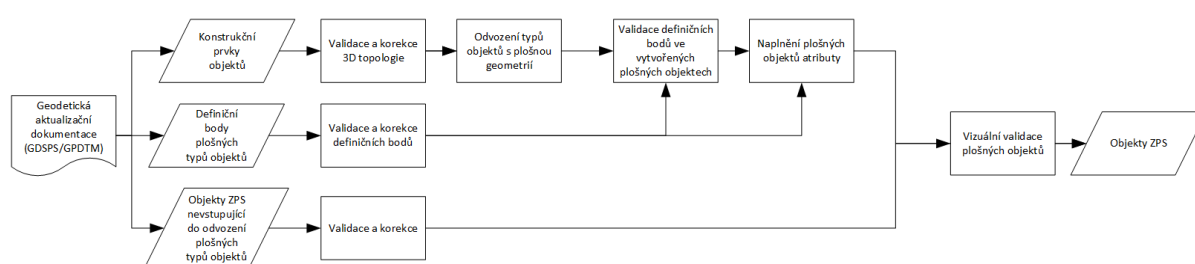 Geodetická
aktualizační
dokumentace
(GDSPS/GPDTM)
Konstrukční
prvky
objektů
Validace a korekce
3D topologie
Odvození typů
objektů s plošnou
geometrií
Validace definičních
bodů ve
vytvořených
plošných objektech
Naplnění plošných
objektů atributy
Definiční
body
plošných
typů objektů
Validace a korekce
definičních bodů
Objekty ZPS
nevstupující
do odvození
plošných
typů objektů
Validace a korekce
Vizuální validace
plošných objektů
Objekty ZPS